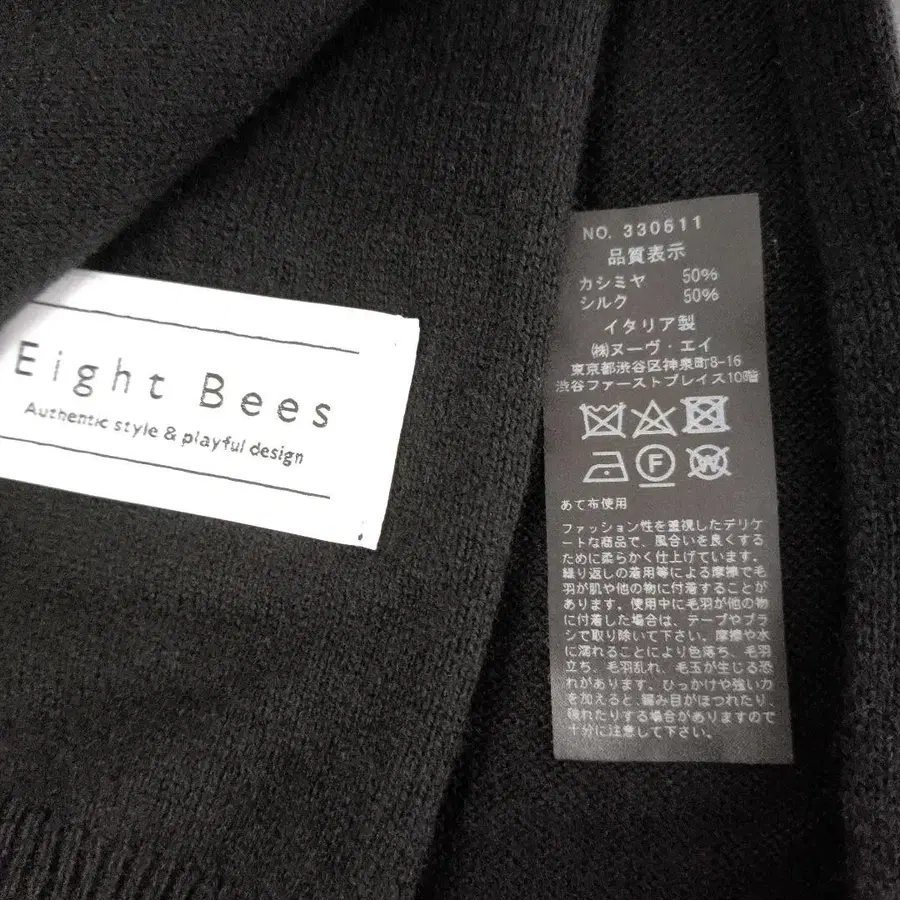 Eight Bees
Authentic style & playful design
NO. 330611
品質表示
カシミヤ 50%
シルク 50%
イタリア製
㈱ヌーヴ・エイ
東京都渋谷区神泉町8-16
渋谷ファーストプレイス10階
F
W
あて布使用
ファッション性を重視したデリケ
ートな商品で、風合いを良くする
ために柔らかく仕上げています。
繰り返しの着用等による摩擦で毛
羽が肌や他の物に付着することが
あります。使用中に毛羽が他の物
に付着した場合は、テープやブラ
シで取り除いて下さい。摩擦や水
に濡れることにより色落ち、毛羽
立ち、毛羽乱れ、毛玉が生じる恐
れがあります。ひっかけや強い力
を加えると、編み目がほつれたり、
破れたりする場合がありますので
十分に注意して下さい。